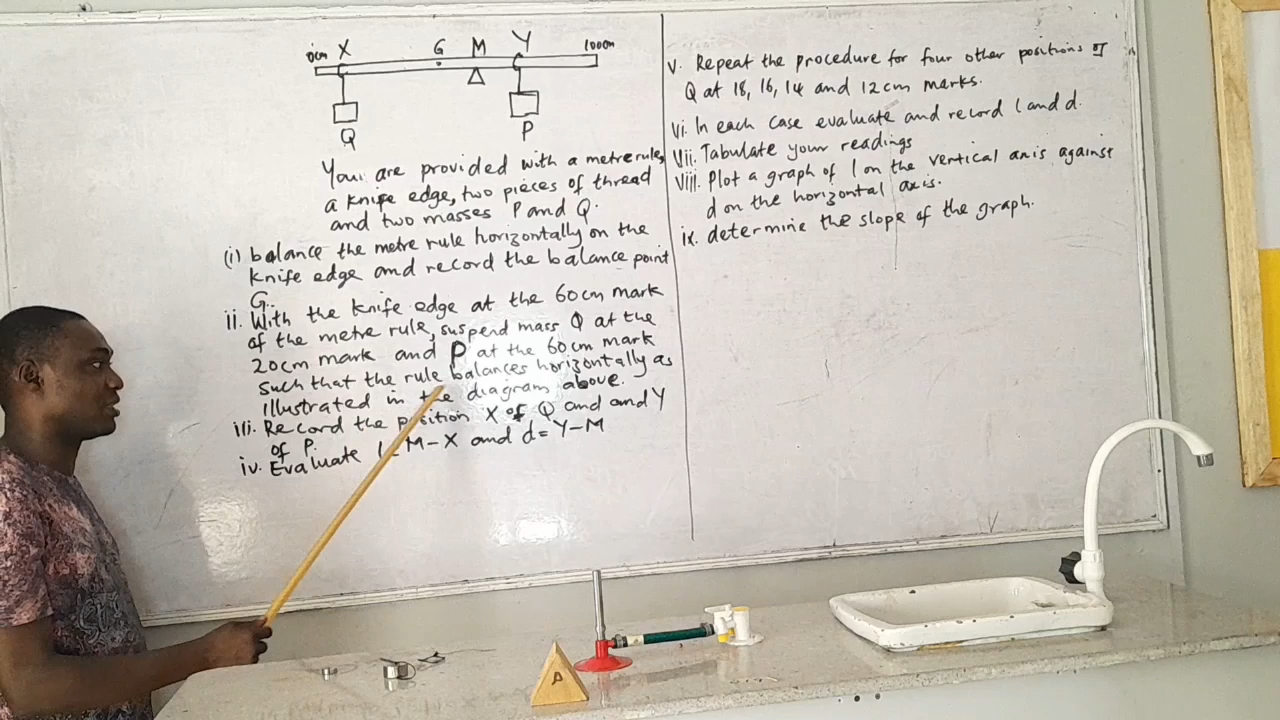 0cm X G M Y 100cm
Q P
You are provided with a metre rule,
a knife edge, two pieces of thread
and two masses P and Q.
(i) balance the metre rule horizontally on the
knife edge and record the balance point
G.
ii. With the knife edge at the 60cm mark
of the metre rule, suspend mass Q at the
20cm mark and P at the 60cm mark
such that the rule balances horizontally as
illustrated in the diagram above.
iii. Record the position X of Q and and Y
of P.
iv. Evaluate M-X and d=Y-M
v. Repeat the procedure for four other positions of
Q at 18, 16, 14 and 12cm marks.
vi. In each case evaluate and record l and d.
vii. Tabulate your readings
viii. Plot a graph of l on the vertical axis against
d on the horizontal axis.
ix. determine the slope of the graph.